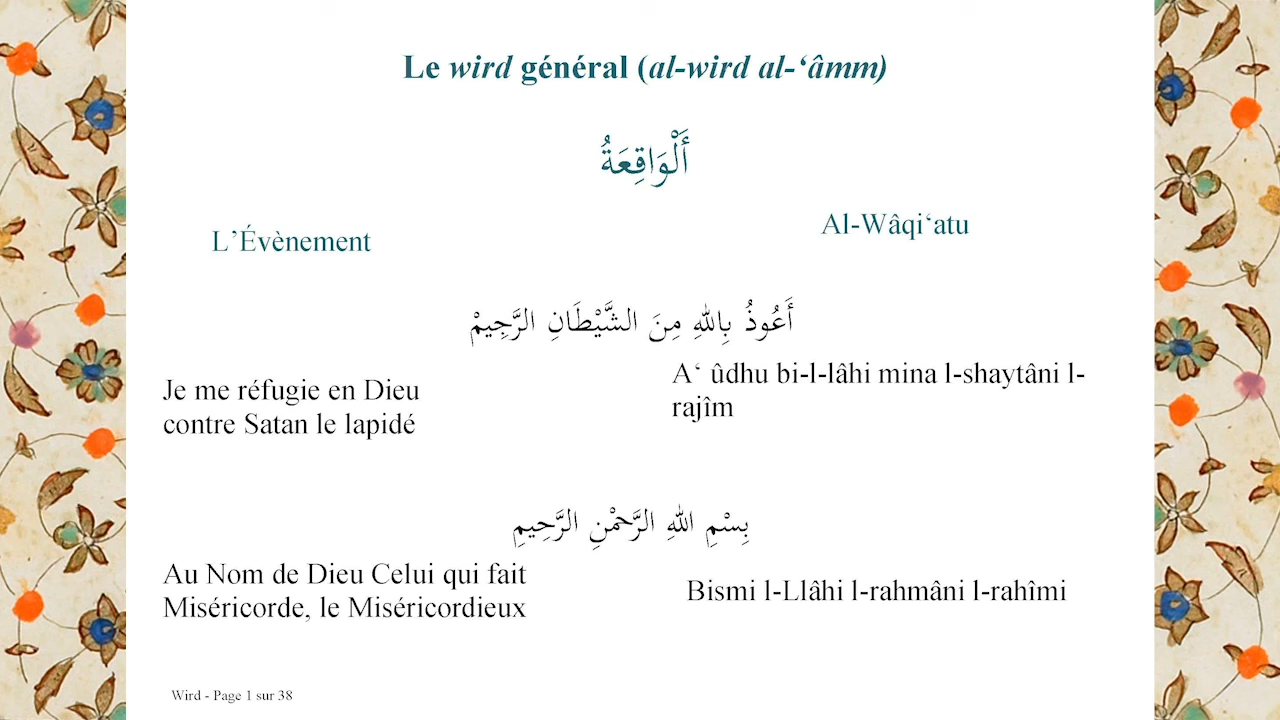 Le wird général (al-wird al-‘âmm)
أَلْوَاقِعَةُ
L’Évènement
Al-Wâqi‘atu
أَعُوذُ بِاللهِ مِنَ الشَّيْطَانِ الرَّجِيمْ
Je me réfugie en Dieu
contre Satan le lapidé
A‘ ûdhu bi-l-lâhi mina l-shaytâni l-
rajîm
بِسْمِ اللهِ الرَّحْمٰنِ الرَّحِيمِ
Au Nom de Dieu Celui qui fait
Miséricorde, le Miséricordieux
Bismi l-Llâhi l-rahmâni l-rahîmi
Wird - Page 1 sur 38